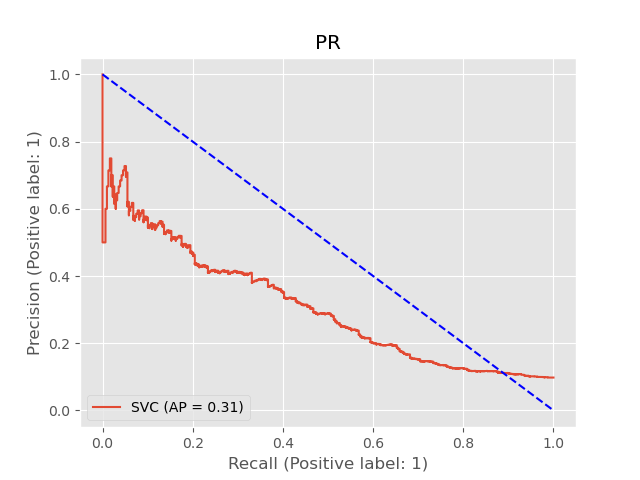 PR
1.0
0.8
0.6
0.4
0.2
0.0
Precision (Positive label: 1)
SVC (AP = 0.31)
0.0 0.2 0.4 0.6 0.8 1.0
Recall (Positive label: 1)